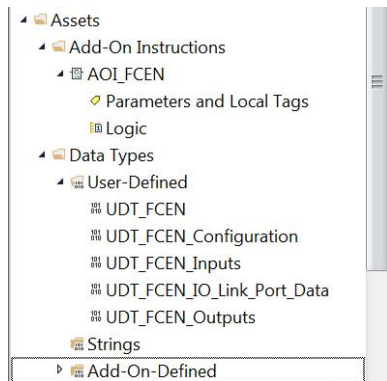 Assets
Add-On Instructions
AOI_FCEN
Parameters and Local Tags
Logic
Data Types
User-Defined
UDT_FCEN
UDT_FCEN_Configuration
UDT_FCEN_Inputs
UDT_FCEN_IO_Link_Port_Data
UDT_FCEN_Outputs
Strings
Add-On-Defined